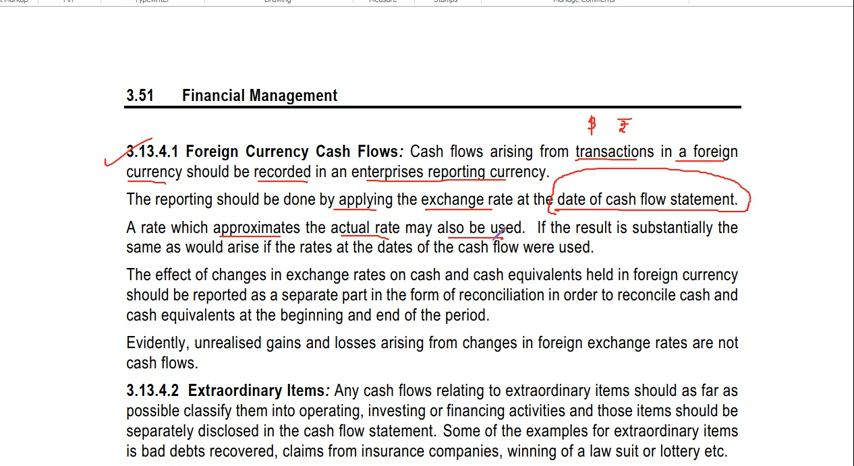 3.51 Financial Management
$ ₹
3.13.4.1 Foreign Currency Cash Flows: Cash flows arising from transactions in a foreign
currency should be recorded in an enterprises reporting currency.
The reporting should be done by applying the exchange rate at the date of cash flow statement.
A rate which approximates the actual rate may also be used. If the result is substantially the
same as would arise if the rates at the dates of the cash flow were used.
The effect of changes in exchange rates on cash and cash equivalents held in foreign currency
should be reported as a separate part in the form of reconciliation in order to reconcile cash and
cash equivalents at the beginning and end of the period.
Evidently, unrealised gains and losses arising from changes in foreign exchange rates are not
cash flows.
3.13.4.2 Extraordinary Items: Any cash flows relating to extraordinary items should as far as
possible classify them into operating, investing or financing activities and those items should be
separately disclosed in the cash flow statement. Some of the examples for extraordinary items
is bad debts recovered, claims from insurance companies, winning of a law suit or lottery etc.